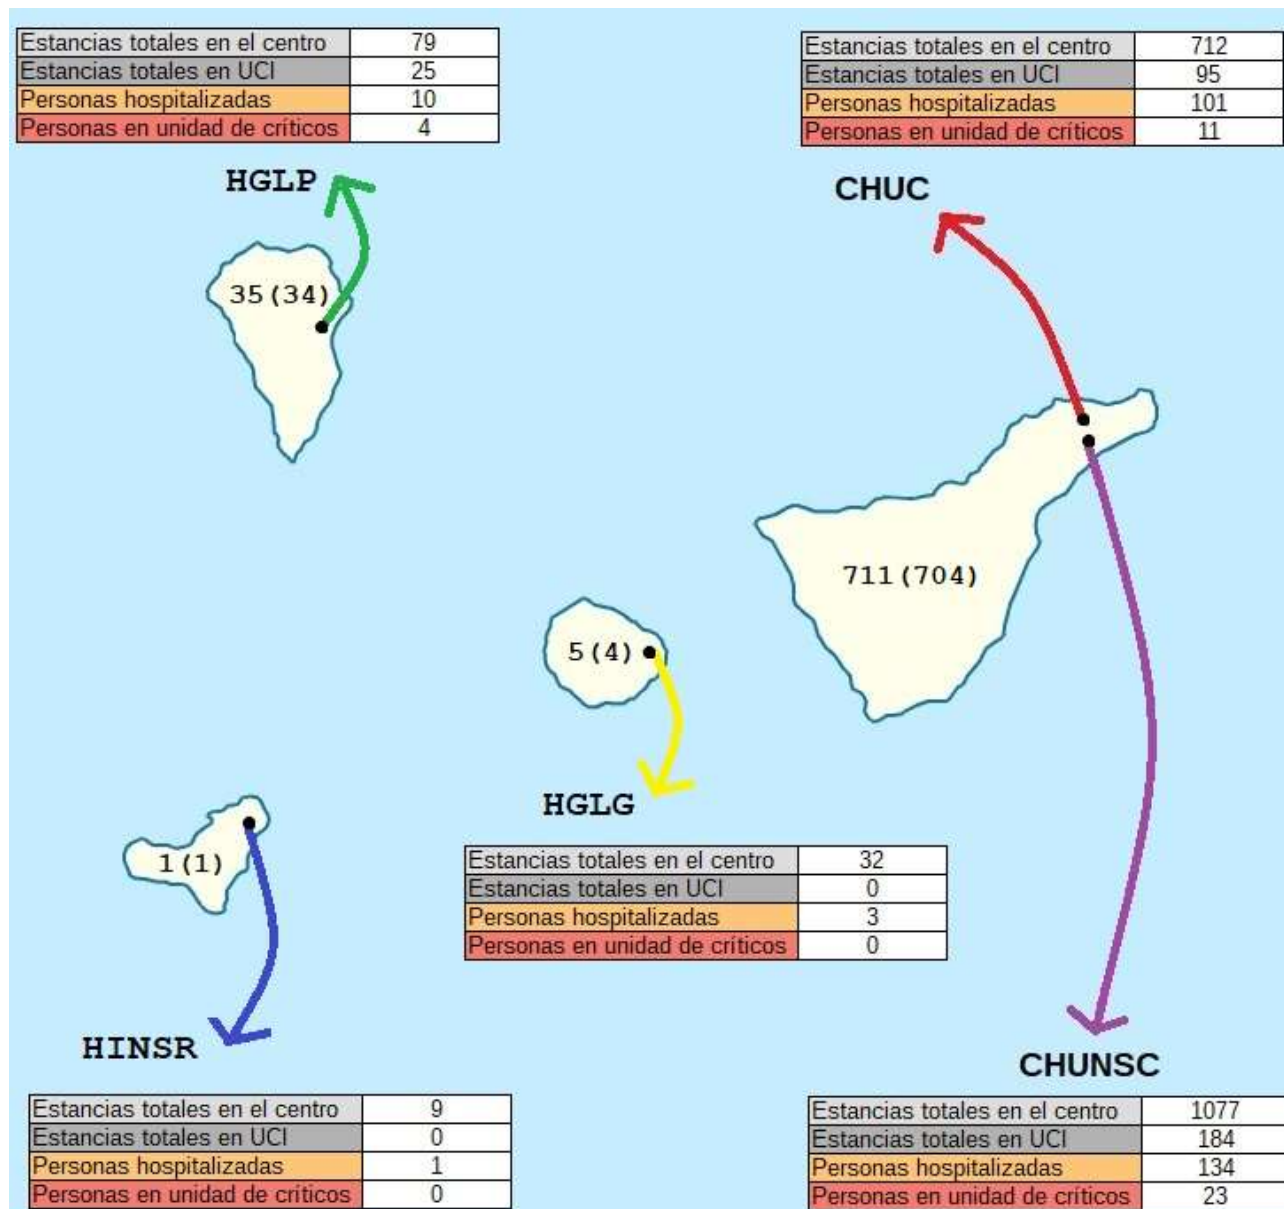 Estancias totales en el centro 79
Estancias totales en UCI 25
Personas hospitalizadas 10
Personas en unidad de críticos 4
HGLP
35(34)
Estancias totales en el centro 712
Estancias totales en UCI 95
Personas hospitalizadas 101
Personas en unidad de críticos 11
CHUC
711(704)
5(4)
HGLG
Estancias totales en el centro 32
Estancias totales en UCI 0
Personas hospitalizadas 3
Personas en unidad de críticos 0
1(1)
HINSR
Estancias totales en el centro 9
Estancias totales en UCI 0
Personas hospitalizadas 1
Personas en unidad de críticos 0
CHUNSC
Estancias totales en el centro 1077
Estancias totales en UCI 184
Personas hospitalizadas 134
Personas en unidad de críticos 23